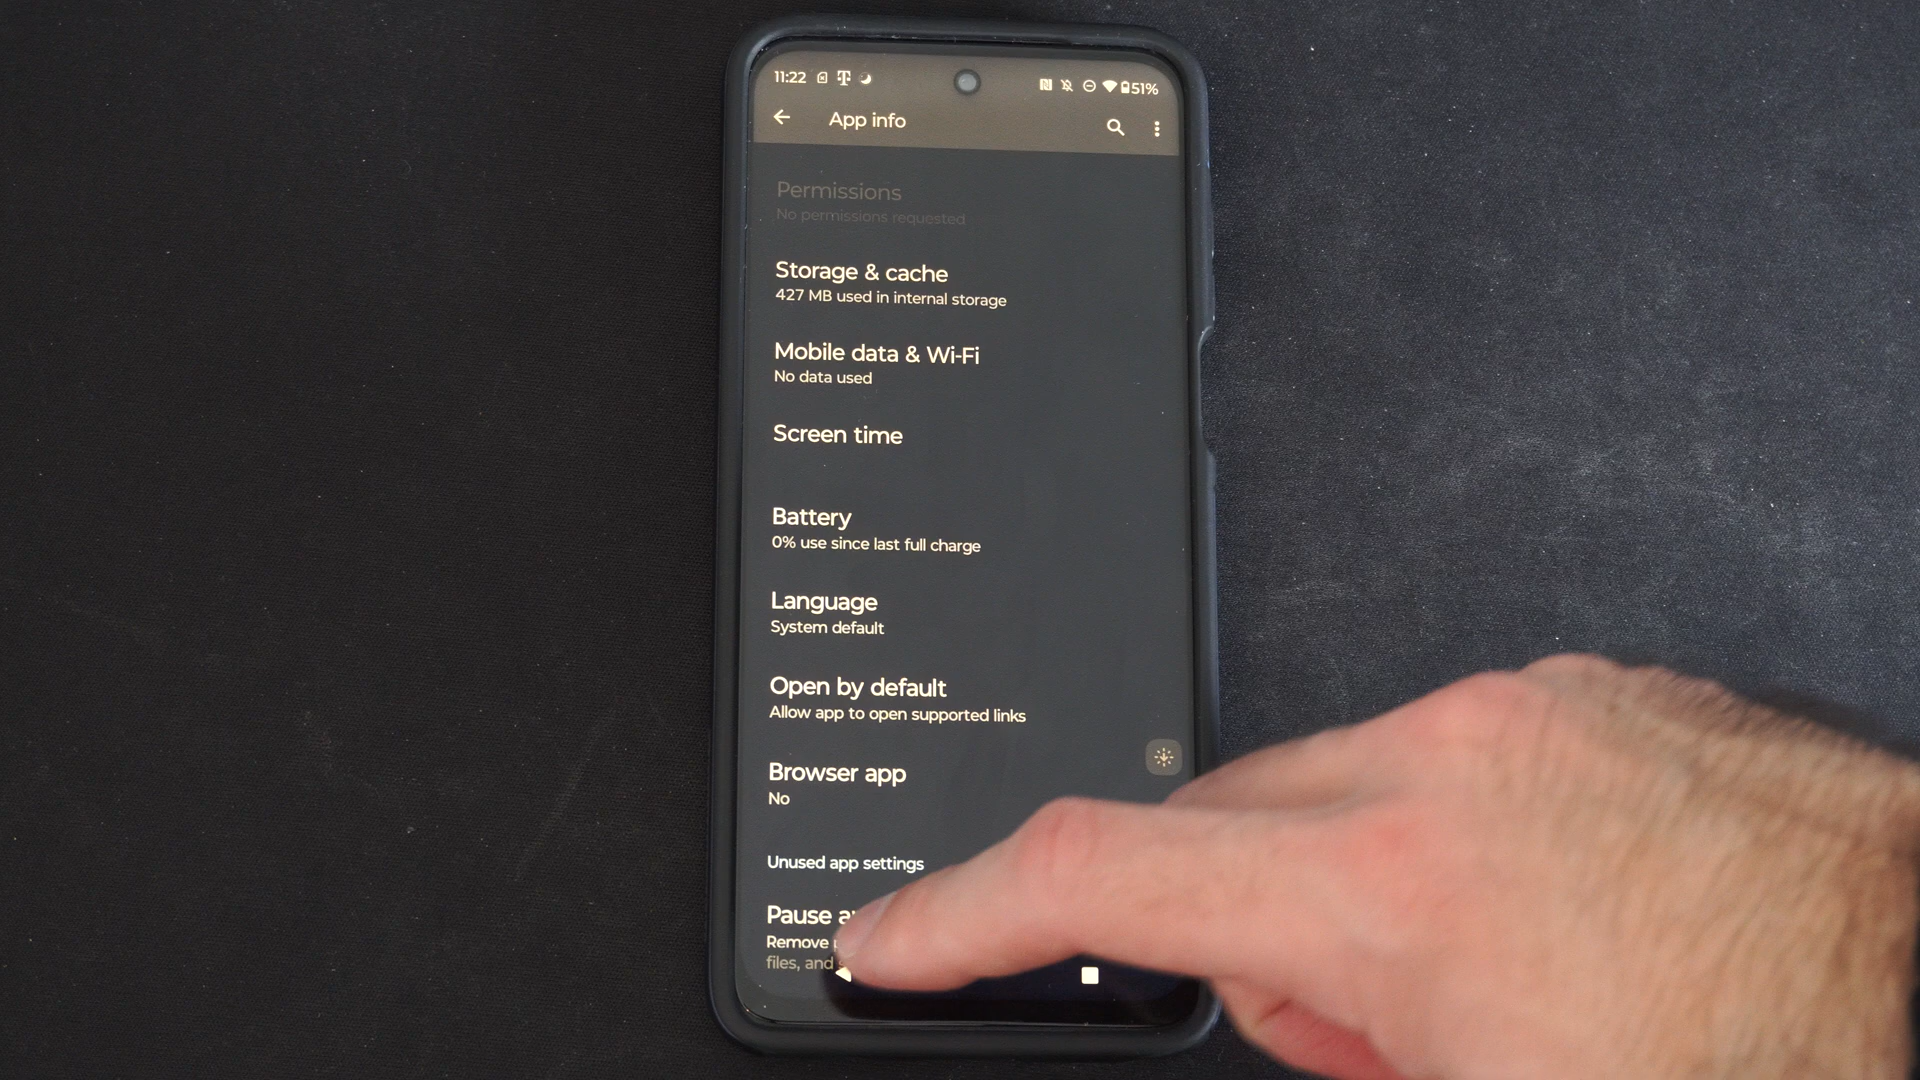 11:22
51%
App info
Permissions
No permissions requested
Storage & cache
427 MB used in internal storage
Mobile data & Wi-Fi
No data used
Screen time
Battery
0% use since last full charge
Language
System default
Open by default
Allow app to open supported links
Browser app
No
Unused app settings
Pause
Remove
files, and